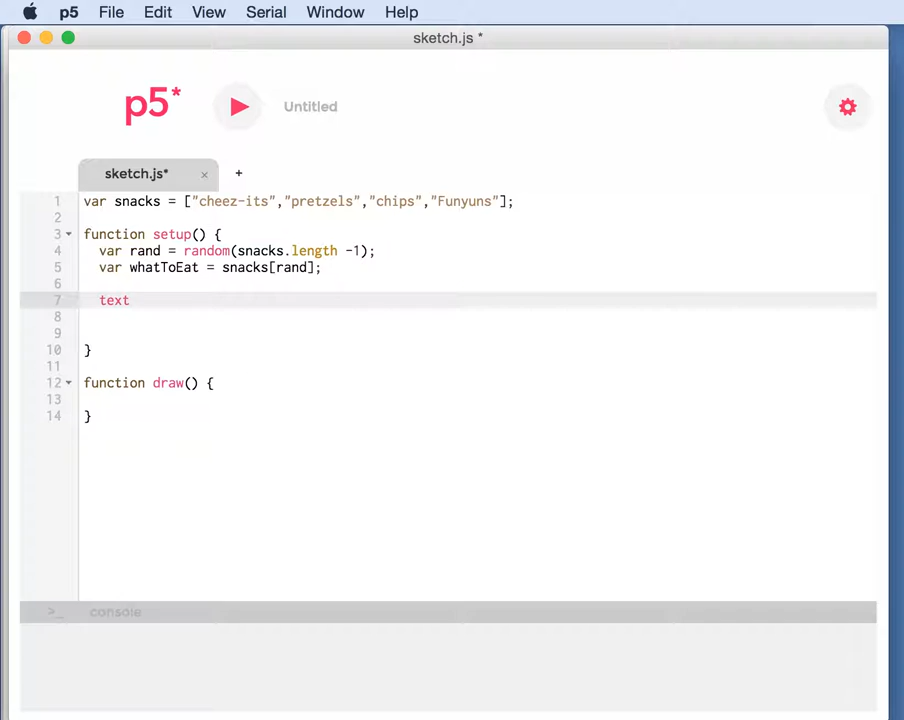 p5 File Edit View Serial Window Help
sketch.js *
p5* Untitled
sketch.js* × +
1 var snacks = ["cheez-its","pretzels","chips","Funyuns"];
2
3 function setup() {
4 var rand = random(snacks.length -1);
5 var whatToEat = snacks[rand];
6
7 text
8
9
10 }
11
12 function draw() {
13
14 }
>_ console